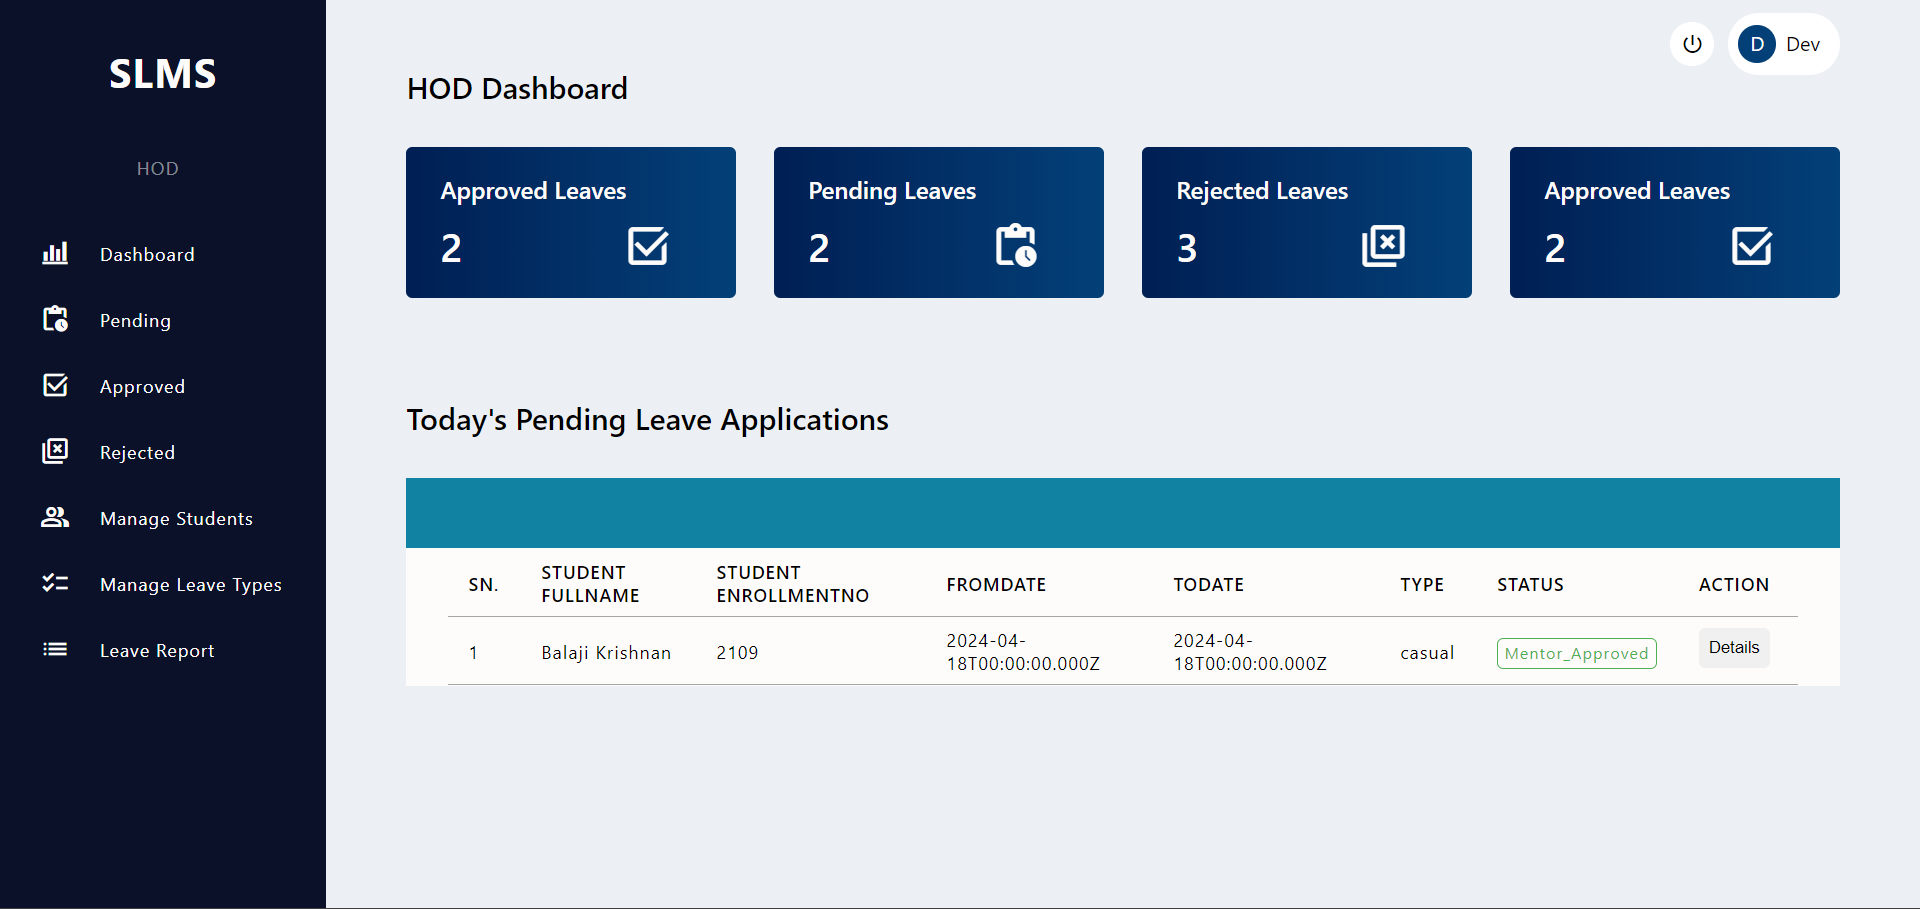 SLMS
HOD
Dashboard
Pending
Approved
Rejected
Manage Students
Manage Leave Types
Leave Report
D Dev
HOD Dashboard
Approved Leaves
2
Pending Leaves
2
Rejected Leaves
3
Approved Leaves
2
Today's Pending Leave Applications
SN.
STUDENT
FULLNAME
STUDENT
ENROLLMENTNO
FROMDATE
TODATE
TYPE
STATUS
ACTION
1
Balaji Krishnan
2109
2024-04-
18T00:00:00.000Z
2024-04-
18T00:00:00.000Z
casual
Mentor_Approved
Details